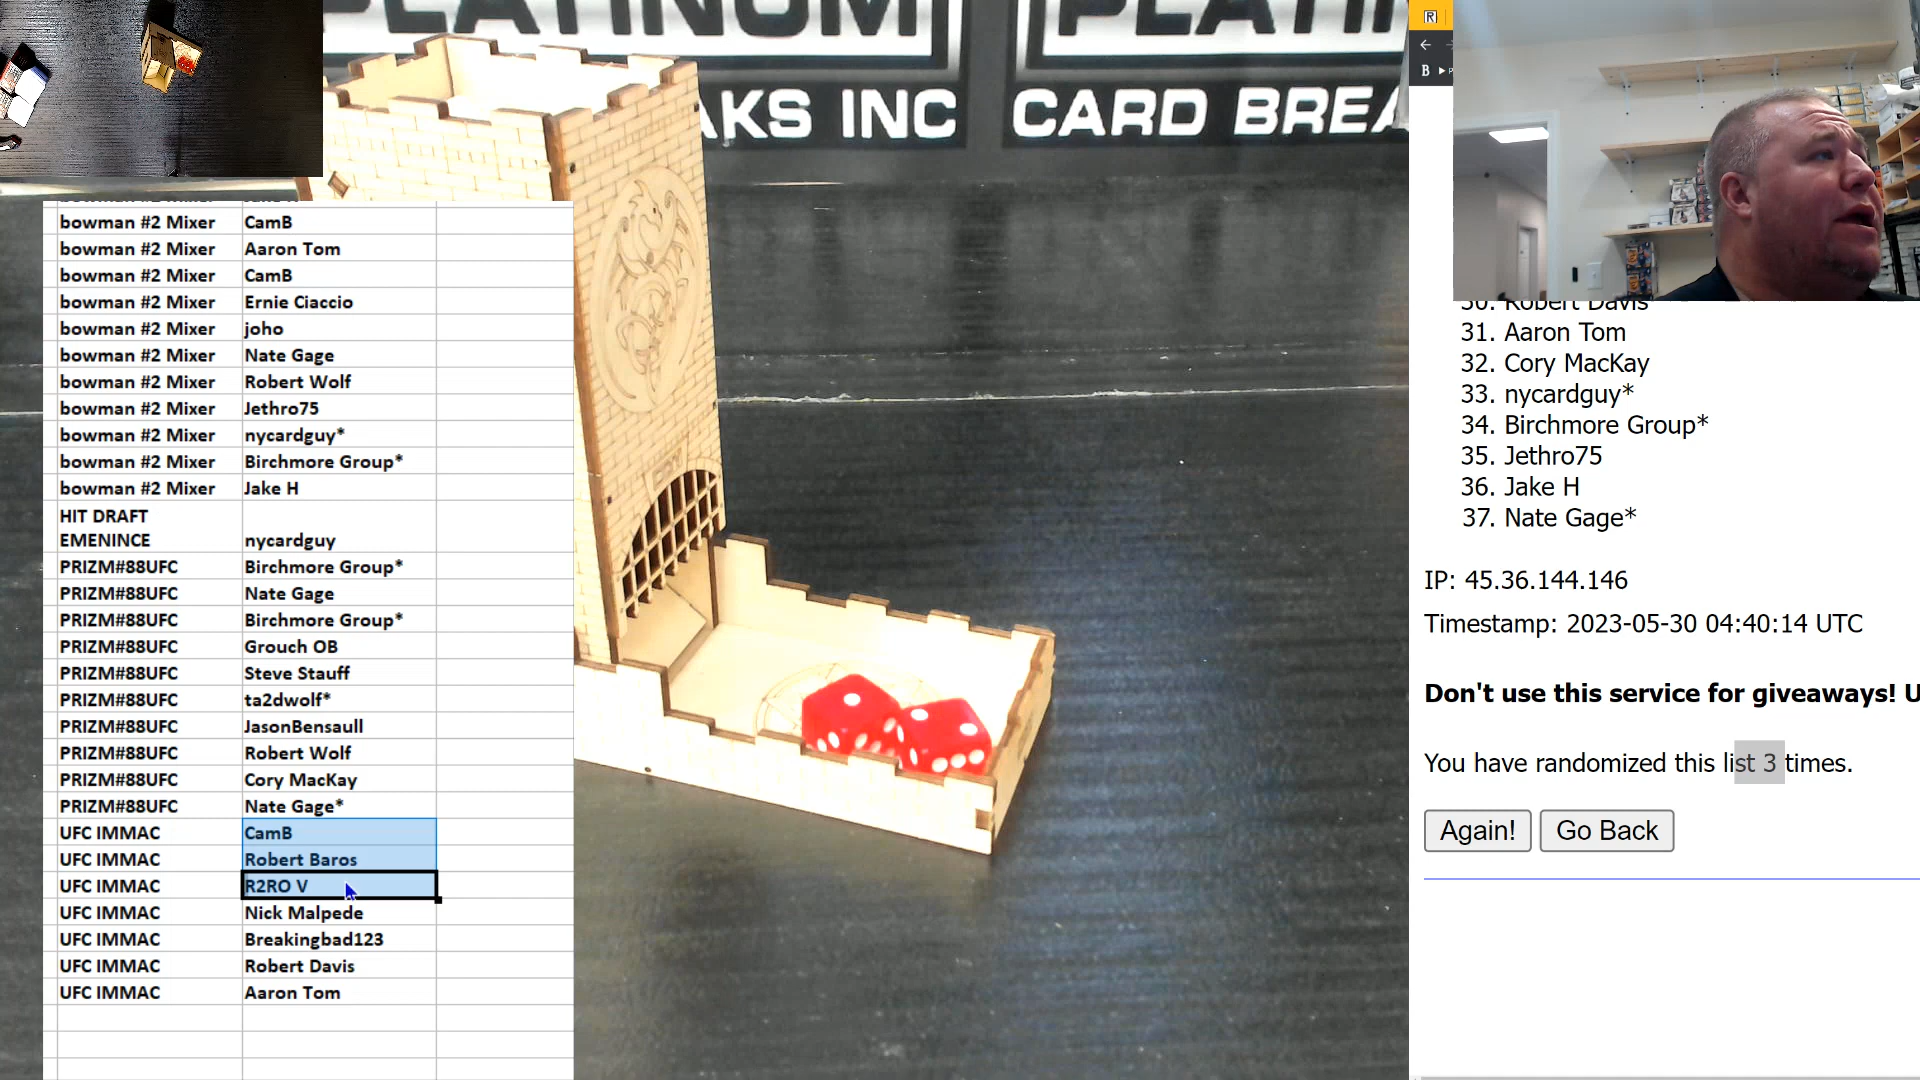 PLATINUM
PLATI
AKS INC
CARD BREA
bowman #2 Mixer CamB
bowman #2 Mixer Aaron Tom
bowman #2 Mixer CamB
bowman #2 Mixer Ernie Ciaccio
bowman #2 Mixer joho
bowman #2 Mixer Nate Gage
bowman #2 Mixer Robert Wolf
bowman #2 Mixer Jethro75
bowman #2 Mixer nycardguy*
bowman #2 Mixer Birchmore Group*
bowman #2 Mixer Jake H
HIT DRAFT
EMENINCE nycardguy
PRIZM#88UFC Birchmore Group*
PRIZM#88UFC Nate Gage
PRIZM#88UFC Birchmore Group*
PRIZM#88UFC Grouch OB
PRIZM#88UFC Steve Stauff
PRIZM#88UFC ta2dwolf*
PRIZM#88UFC JasonBensaull
PRIZM#88UFC Robert Wolf
PRIZM#88UFC Cory MacKay
PRIZM#88UFC Nate Gage*
UFC IMMAC CamB
UFC IMMAC Robert Baros
UFC IMMAC R2RO V
UFC IMMAC Nick Malpede
UFC IMMAC Breakingbad123
UFC IMMAC Robert Davis
UFC IMMAC Aaron Tom
R
B
30. Robert Davis
31. Aaron Tom
32. Cory MacKay
33. nycardguy*
34. Birchmore Group*
35. Jethro75
36. Jake H
37. Nate Gage*
IP: 45.36.144.146
Timestamp: 2023-05-30 04:40:14 UTC
Don't use this service for giveaways! U
You have randomized this list 3 times.
Again! Go Back